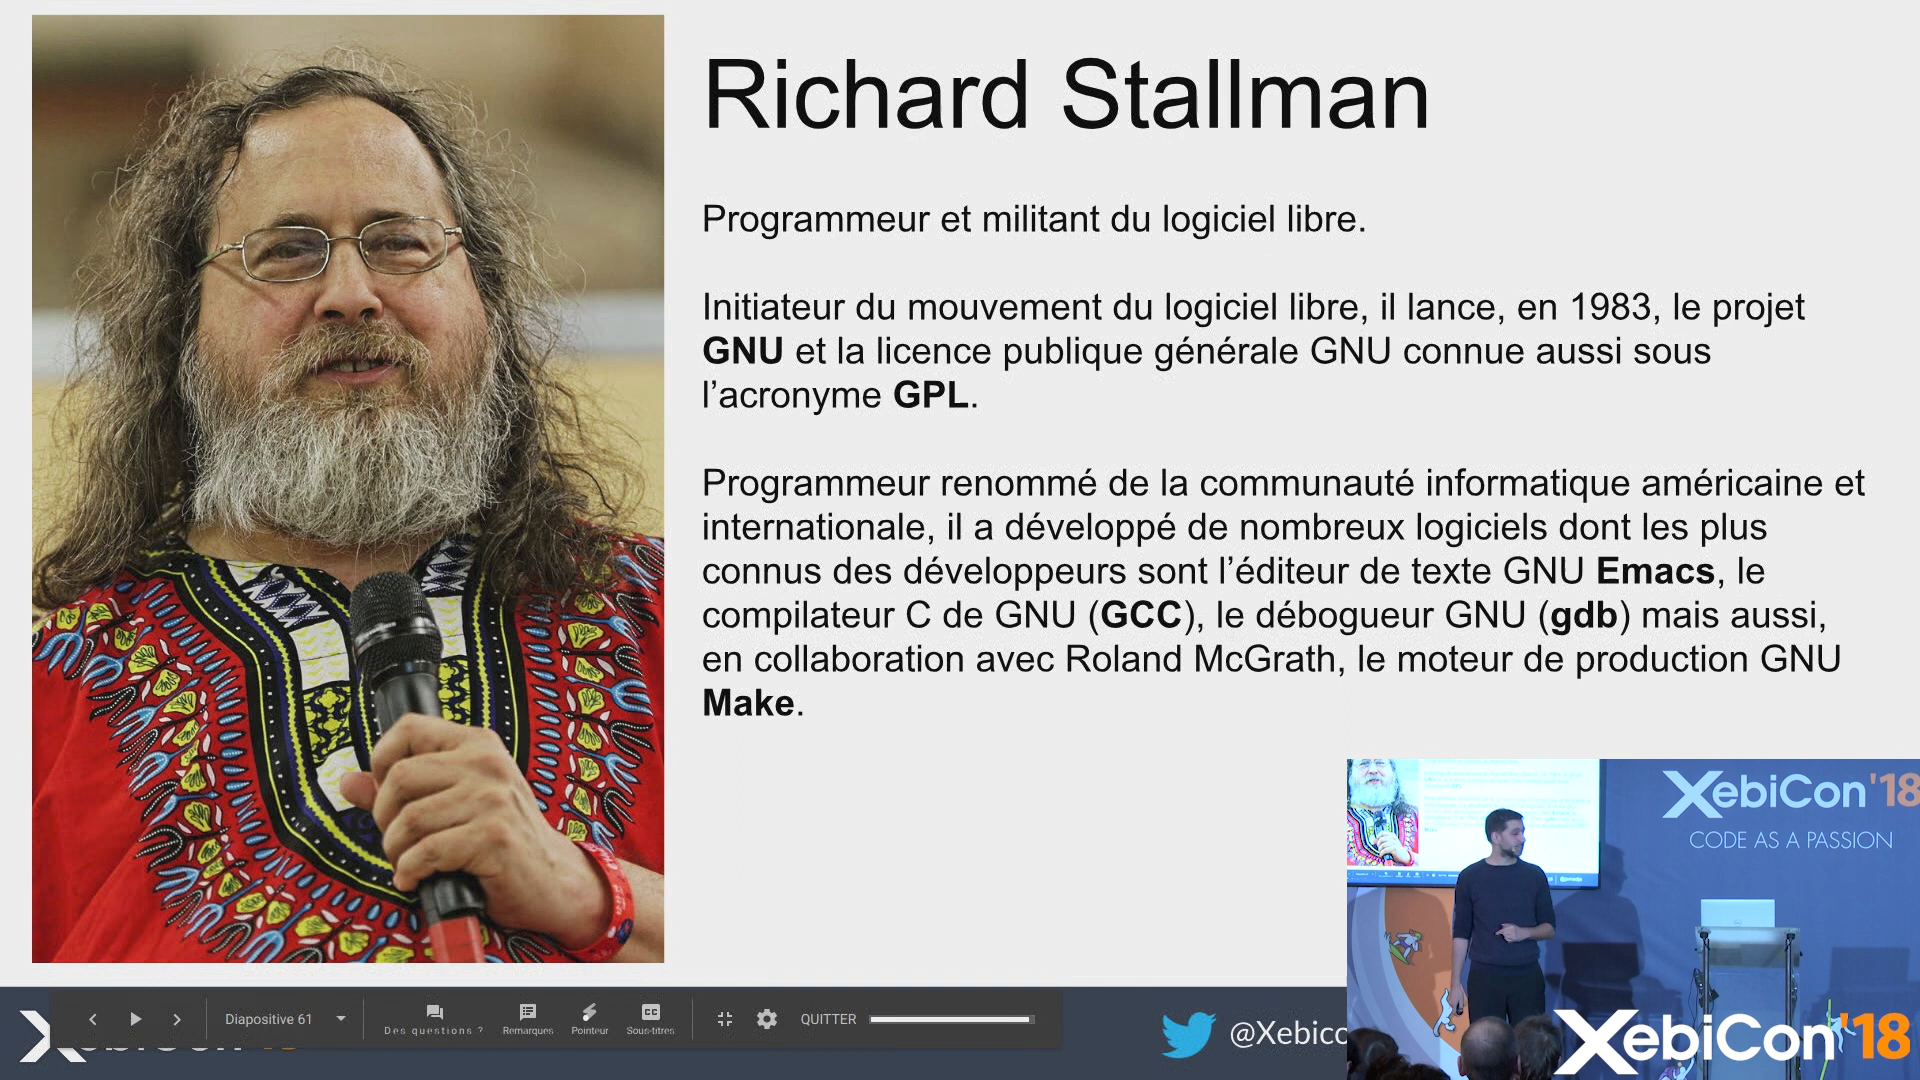 Richard Stallman
Programmeur et militant du logiciel libre.
Initiateur du mouvement du logiciel libre, il lance, en 1983, le projet
GNU et la licence publique générale GNU connue aussi sous
l’acronyme GPL.
Programmeur renommé de la communauté informatique américaine et
internationale, il a développé de nombreux logiciels dont les plus
connus des développeurs sont l’éditeur de texte GNU Emacs, le
compilateur C de GNU (GCC), le débogueur GNU (gdb) mais aussi,
en collaboration avec Roland McGrath, le moteur de production GNU
Make.
XebiCon'18
CODE AS A PASSION
Diapositive 61
Des questions ?
Remarques
Pointeur
CC
Sous-titres
QUITTER
@Xebico
XebiCon'18